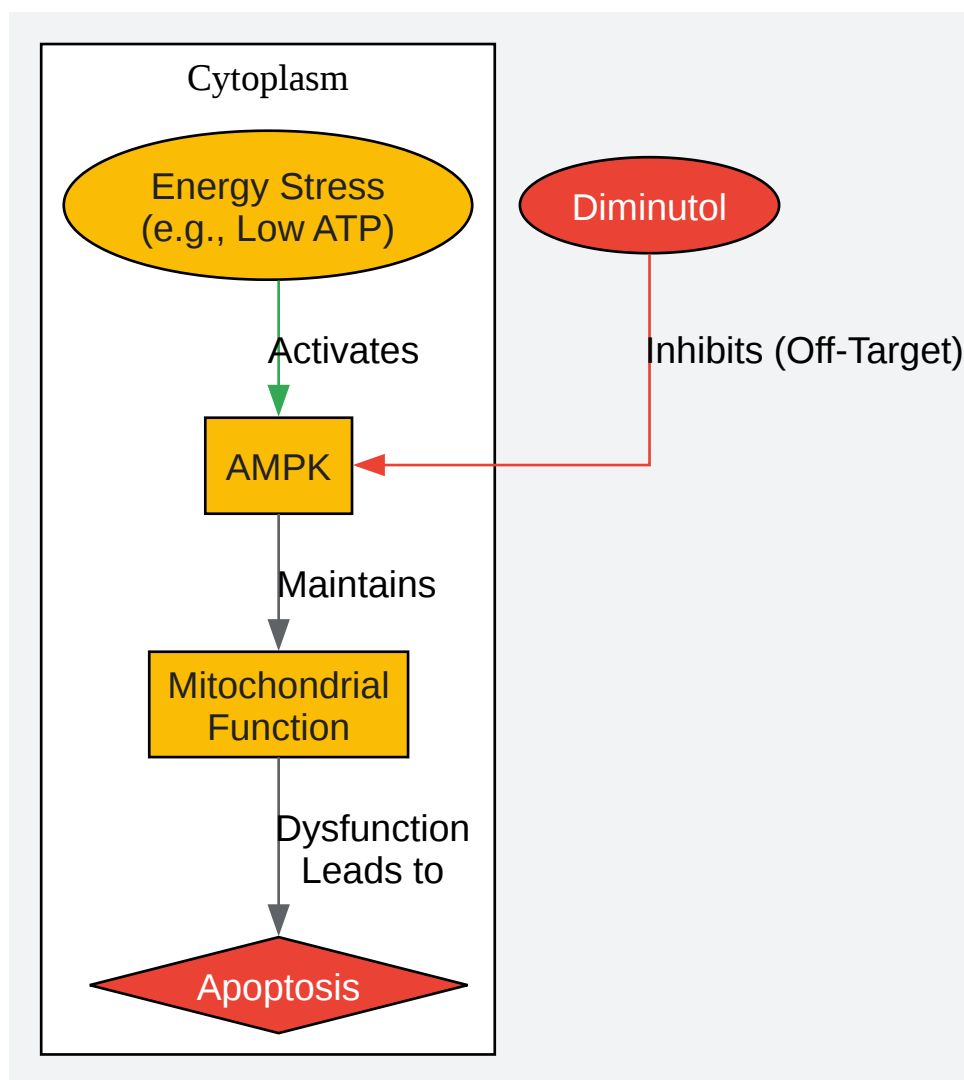 Cytoplasm
Energy Stress
(e.g., Low ATP)
Diminutol
Activates
Inhibits (Off-Target)
AMPK
Maintains
Mitochondrial
Function
Dysfunction
Leads to
Apoptosis